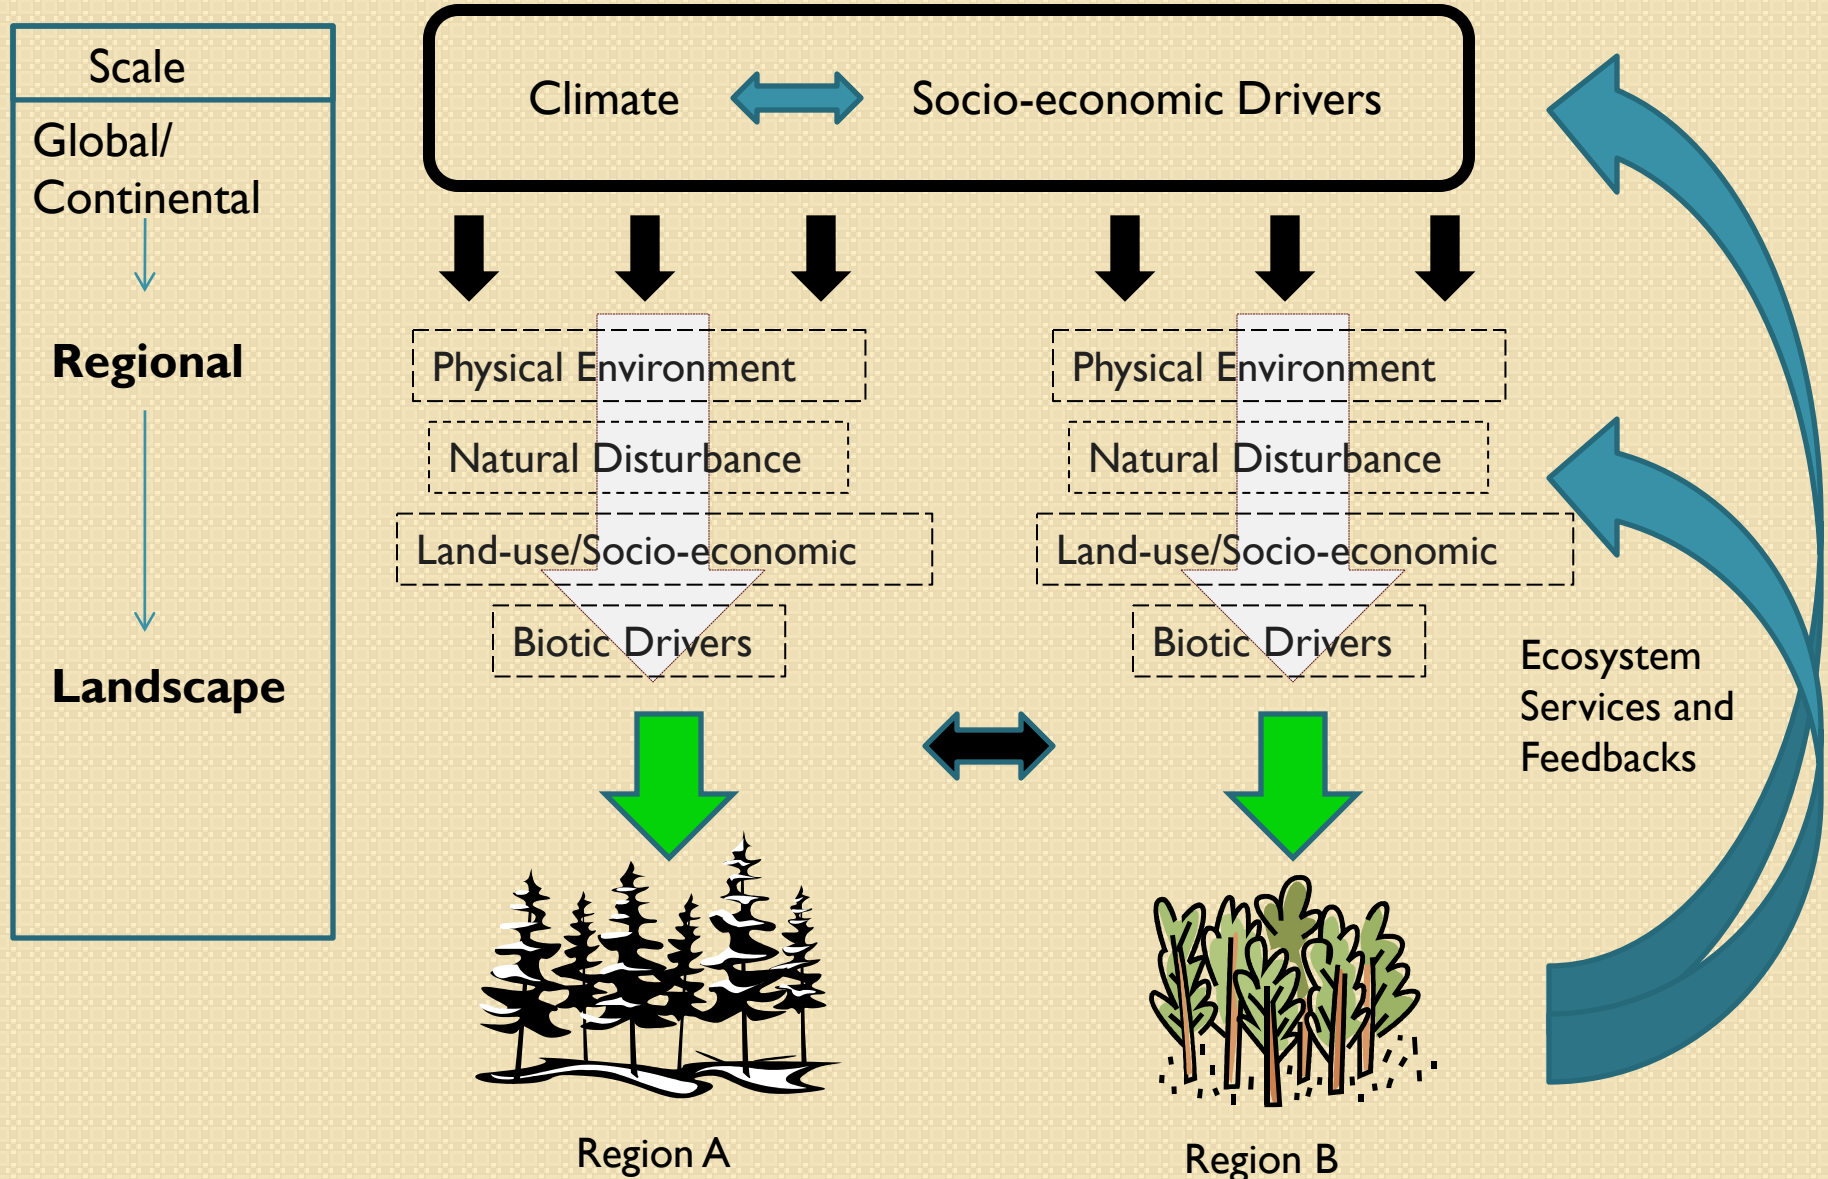 Scale
Global/
Continental
Regional
Landscape
Climate
Socio-economic Drivers
Physical Environment
Natural Disturbance
Land-use/Socio-economic
Biotic Drivers
Physical Environment
Natural Disturbance
Land-use/Socio-economic
Biotic Drivers
Ecosystem
Services and
Feedbacks
Region A
Region B